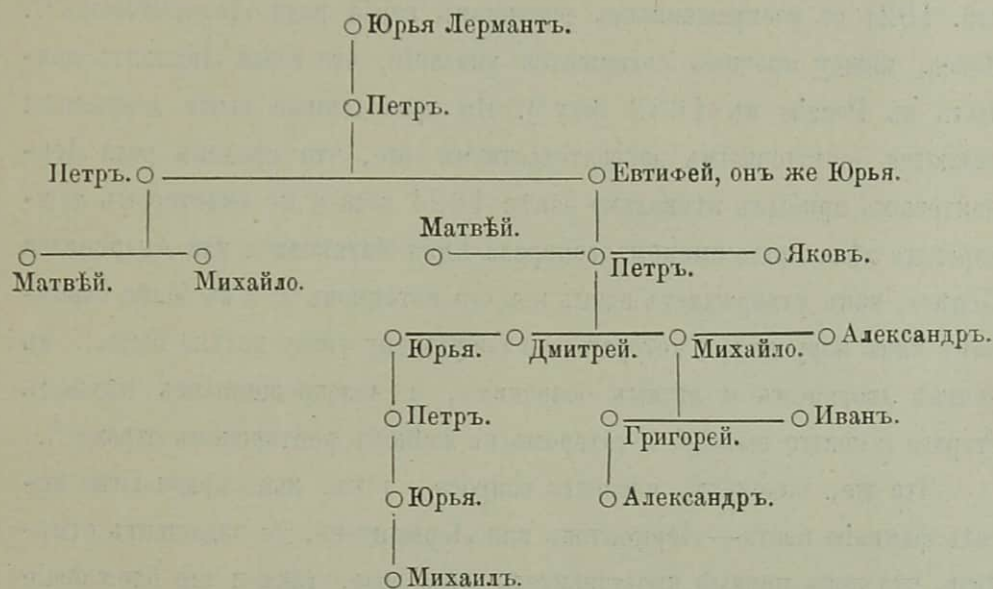 Юрья Лермантъ.
Петръ.
Петръ. Евтифей, онъ же Юрья.
Матвѣй.
Петръ. Яковъ.
Матвѣй. Михайло.
Юрья. Дмитрей. Михайло. Александръ.
Петръ. Григорей. Иванъ.
Юрья. Александръ.
Михаилъ.